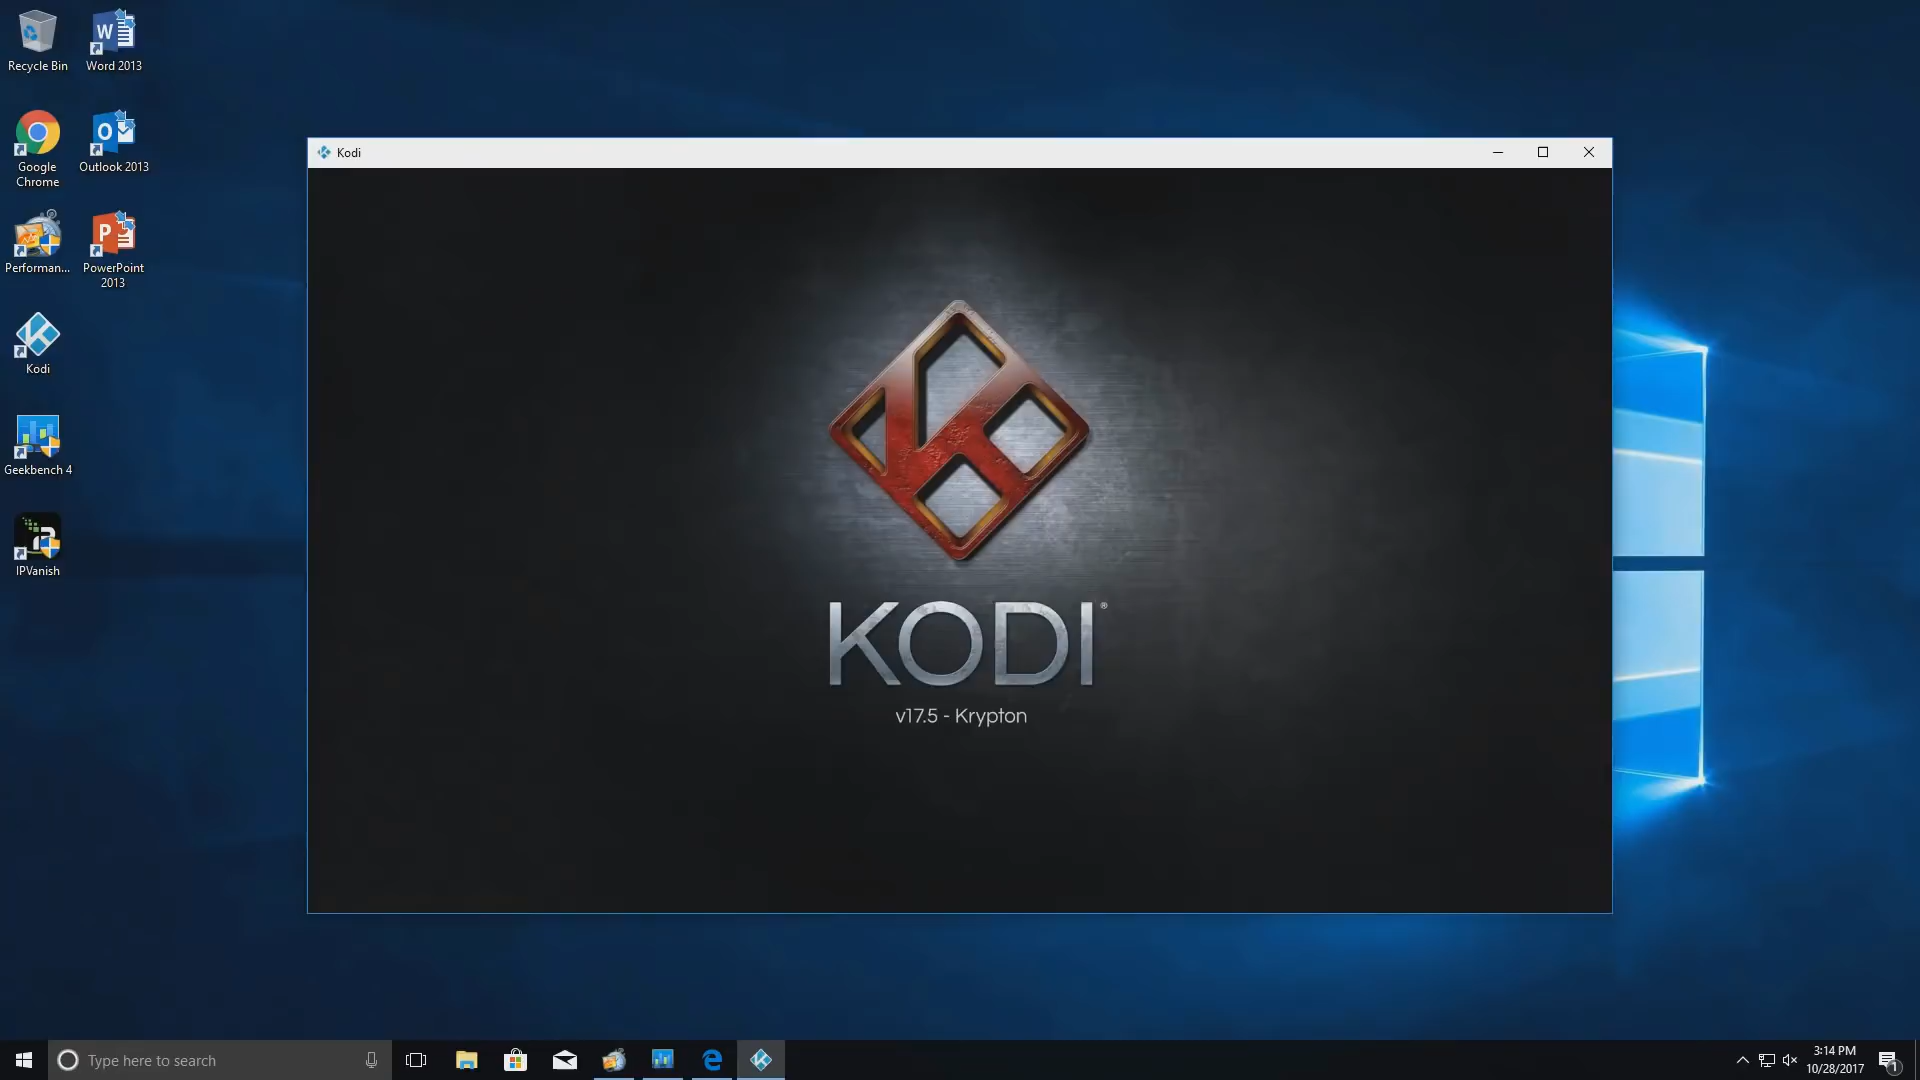 Recycle Bin
Word 2013
Google
Chrome
Outlook 2013
Performan...
PowerPoint
2013
Kodi
Geekbench 4
IPVanish
Kodi
KODI®
v17.5 - Krypton
Type here to search
3:14 PM
10/28/2017
1